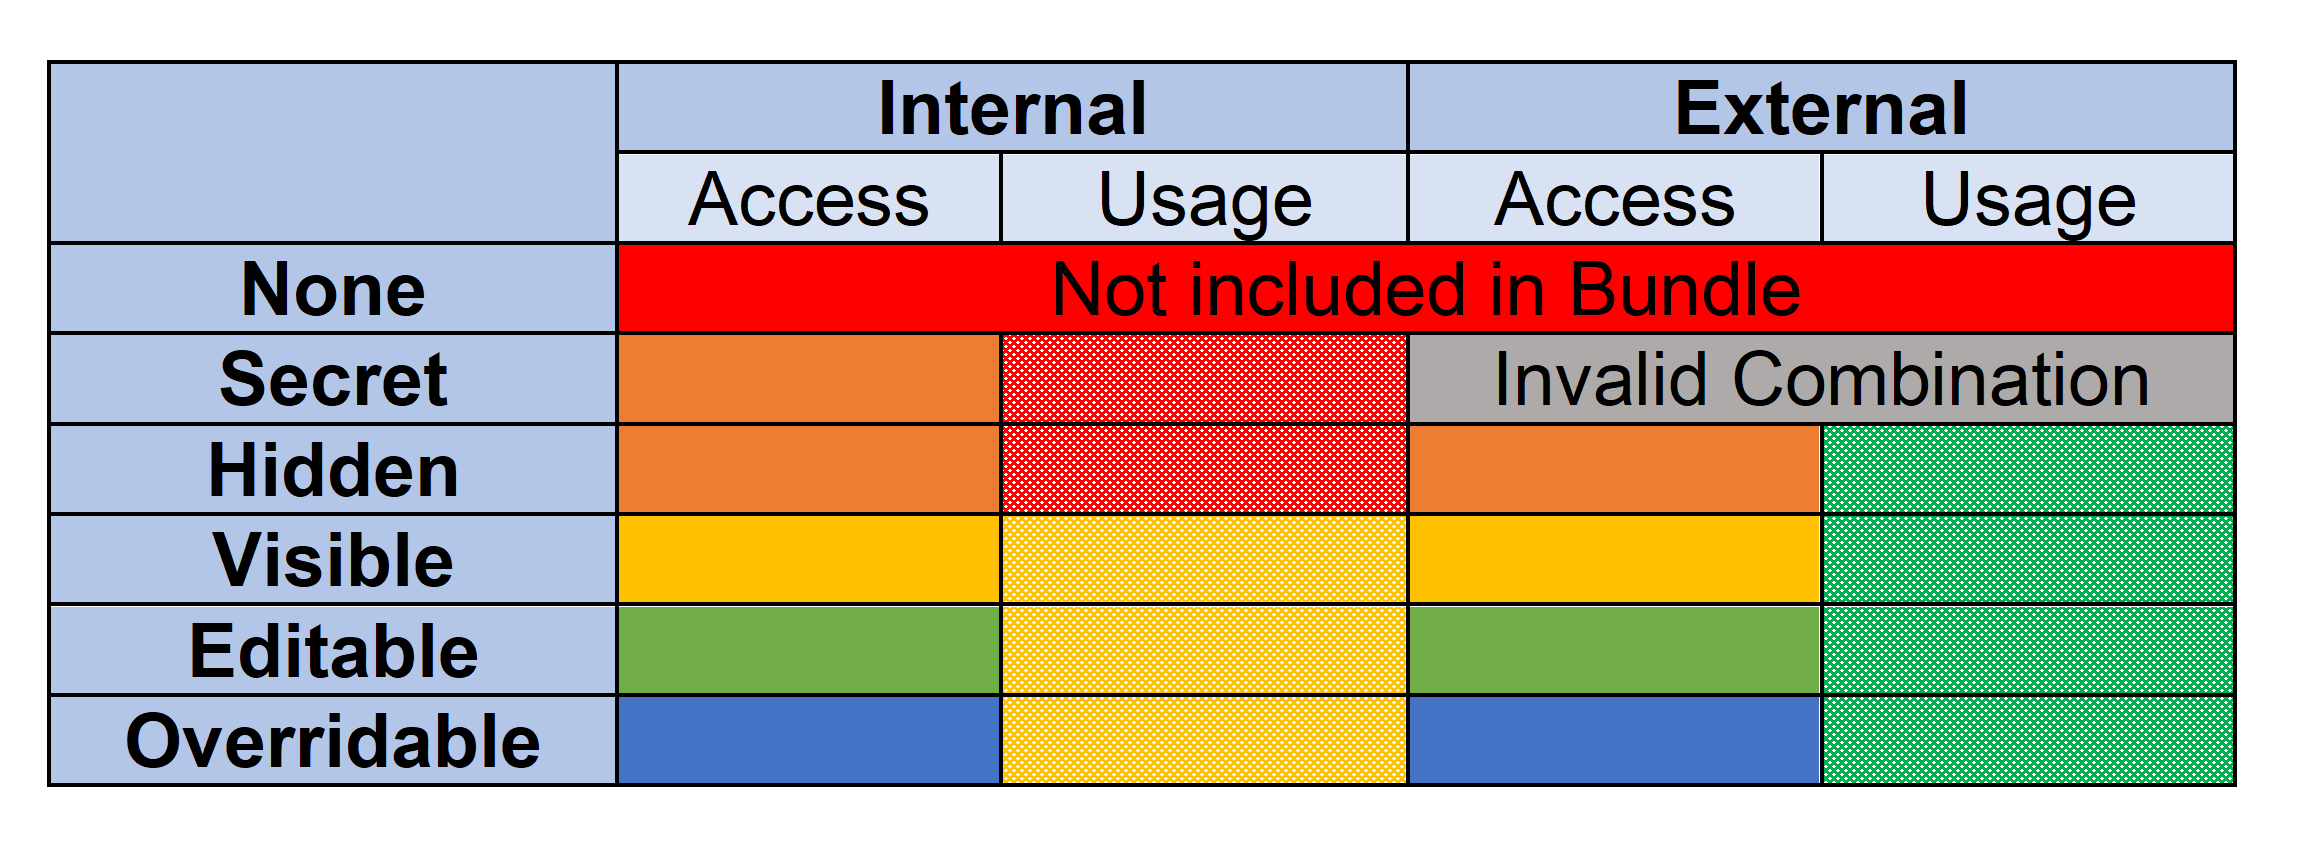 Internal External
Access Usage Access Usage
None Not included in Bundle
Secret Invalid Combination
Hidden
Visible
Editable
Overridable